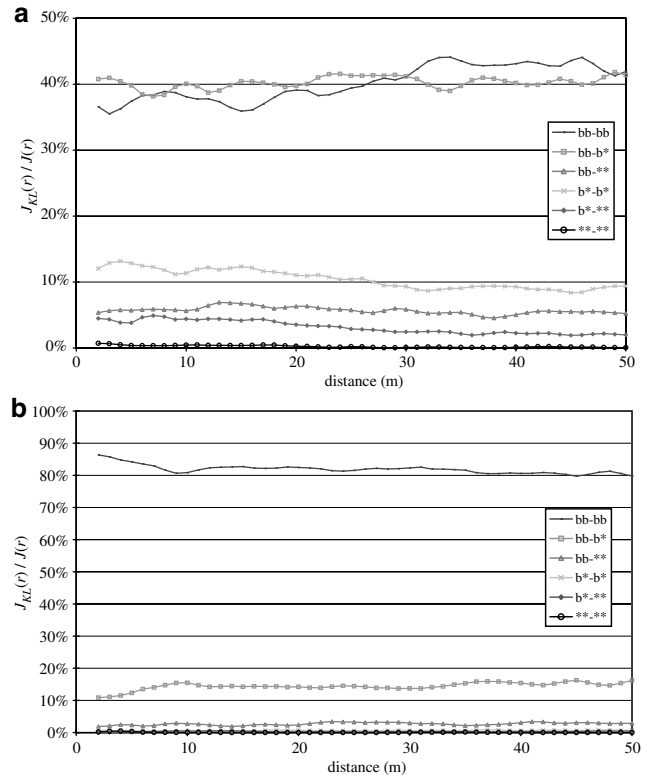 a
50%
40%
30%
20%
10%
0%
J_KL(r) / J(r)
bb-bb
bb-b*
bb-**
b*-b*
b*-**
**-**
0 10 20 30 40 50
distance (m)
b
100%
90%
80%
70%
60%
50%
40%
30%
20%
10%
0%
J_KL(r) / J(r)
bb-bb
bb-b*
bb-**
b*-b*
b*-**
**-**
0 10 20 30 40 50
distance (m)